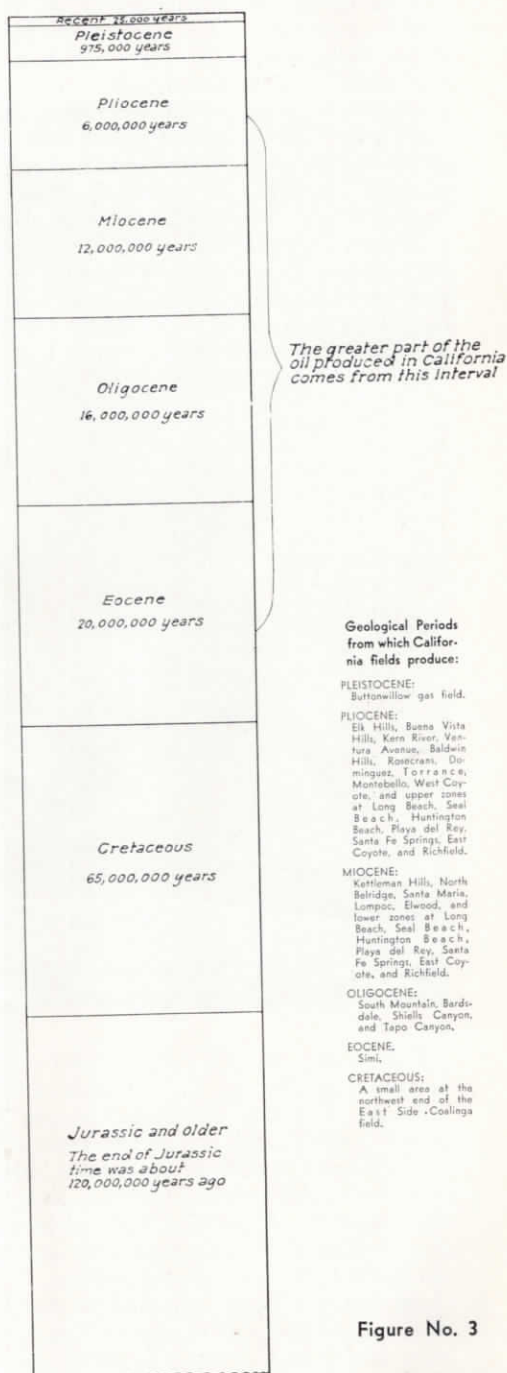 Recent 25,000 years
Pleistocene
975,000 years
Pliocene
6,000,000 years
Miocene
12,000,000 years
Oligocene
16,000,000 years
Eocene
20,000,000 years
Cretaceous
65,000,000 years
Jurassic and older
The end of Jurassic
time was about
120,000,000 years ago
The greater part of the
oil produced in California
comes from this interval
Geological Periods
from which Califor-
nia fields produce:
PLEISTOCENE:
Buttonwillow gas field.
PLIOCENE:
Elk Hills, Buena Vista
Hills, Kern River, Ven-
tura Avenue, Baldwin
Hills, Rosecrans, Do-
minguez, Torrance,
Montebello, West Coy-
ote, and upper zones
at Long Beach, Seal
Beach, Huntington
Beach, Playa del Rey,
Santa Fe Springs, East
Coyote, and Richfield.
MIOCENE:
Kettleman Hills, North
Belridge, Santa Maria,
Lompoc, Elwood, and
lower zones at Long
Beach, Seal Beach,
Huntington Beach,
Playa del Rey, Santa
Fe Springs, East Coy-
ote, and Richfield.
OLIGOCENE:
South Mountain, Bards-
dale, Shiells Canyon,
and Tapo Canyon,
EOCENE.
Simi,
CRETACEOUS:
A small area at the
northwest end of the
East Side Coalinga
field.
Figure No. 3